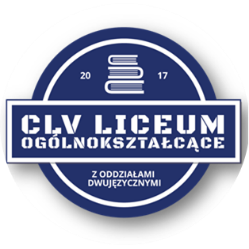 20 17
CLV LICEUM
OGÓLNOKSZTAŁCĄCE
Z ODDZIAŁAMI
DWUJĘZYCZNYMI